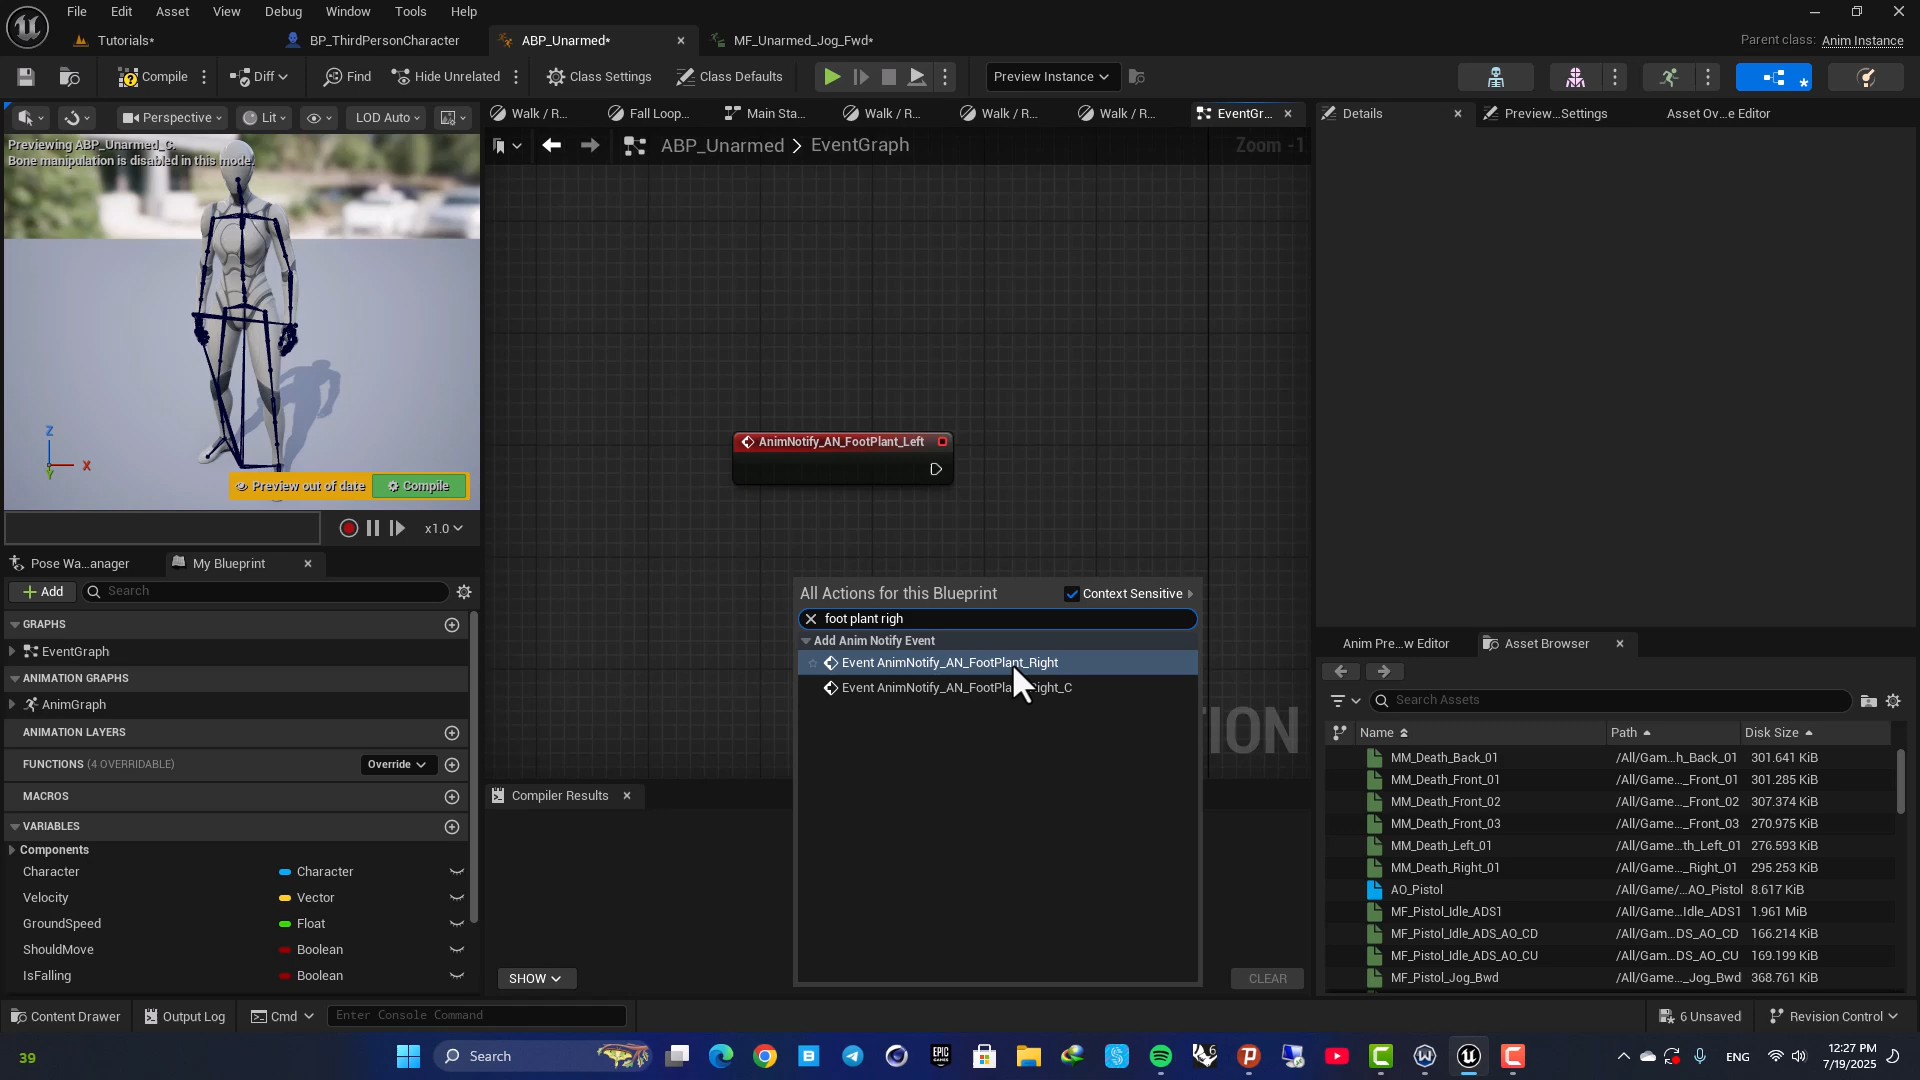 File Edit Asset View Debug Window Tools Help
Tutorials* BP_ThirdPersonCharacter ABP_Unarmed* MF_Unarmed_Jog_Fwd* Parent class: Anim Instance
Compile Diff Find Hide Unrelated Class Settings Class Defaults Preview Instance
Perspective Lit LOD Auto Walk / R... Fall Loop... Main Sta... Walk / R... Walk / R... Walk / R... EventGr... Details Preview...Settings Asset Ov...e Editor
Previewing ABP_Unarmed_C.
Bone manipulation is disabled in this mode.
ABP_Unarmed > EventGraph Zoom -1
Z
X
Y
Preview out of date Compile
x1.0
AnimNotify_AN_FootPlant_Left
Pose Wa...anager My Blueprint
Add Search
GRAPHS
EventGraph
ANIMATION GRAPHS
AnimGraph
ANIMATION LAYERS
FUNCTIONS (4 OVERRIDABLE) Override
MACROS
VARIABLES
Components
Character Character
Velocity Vector
GroundSpeed Float
ShouldMove Boolean
IsFalling Boolean
All Actions for this Blueprint Context Sensitive
foot plant righ
Add Anim Notify Event
Event AnimNotify_AN_FootPlant_Right
Event AnimNotify_AN_FootPla ight_C
TION
Compiler Results
SHOW CLEAR
Anim Pre...w Editor Asset Browser
Search Assets
Name Path Disk Size
MM_Death_Back_01 /All/Gam...h_Back_01 301.641 KiB
MM_Death_Front_01 /All/Game..._Front_01 301.285 KiB
MM_Death_Front_02 /All/Game..._Front_02 307.374 KiB
MM_Death_Front_03 /All/Game..._Front_03 270.975 KiB
MM_Death_Left_01 /All/Game...th_Left_01 276.593 KiB
MM_Death_Right_01 /All/Game..._Right_01 295.253 KiB
AO_Pistol /All/Game/...AO_Pistol 8.617 KiB
MF_Pistol_Idle_ADS1 /All/Game...Idle_ADS1 1.961 MiB
MF_Pistol_Idle_ADS_AO_CD /All/Gam...DS_AO_CD 166.214 KiB
MF_Pistol_Idle_ADS_AO_CU /All/Gam...DS_AO_CU 169.199 KiB
MF_Pistol_Jog_Bwd /All/Game..._Jog_Bwd 368.761 KiB
Content Drawer Output Log Cmd Enter Console Command 6 Unsaved Revision Control
39 Search ENG 12:27 PM
7/19/2025